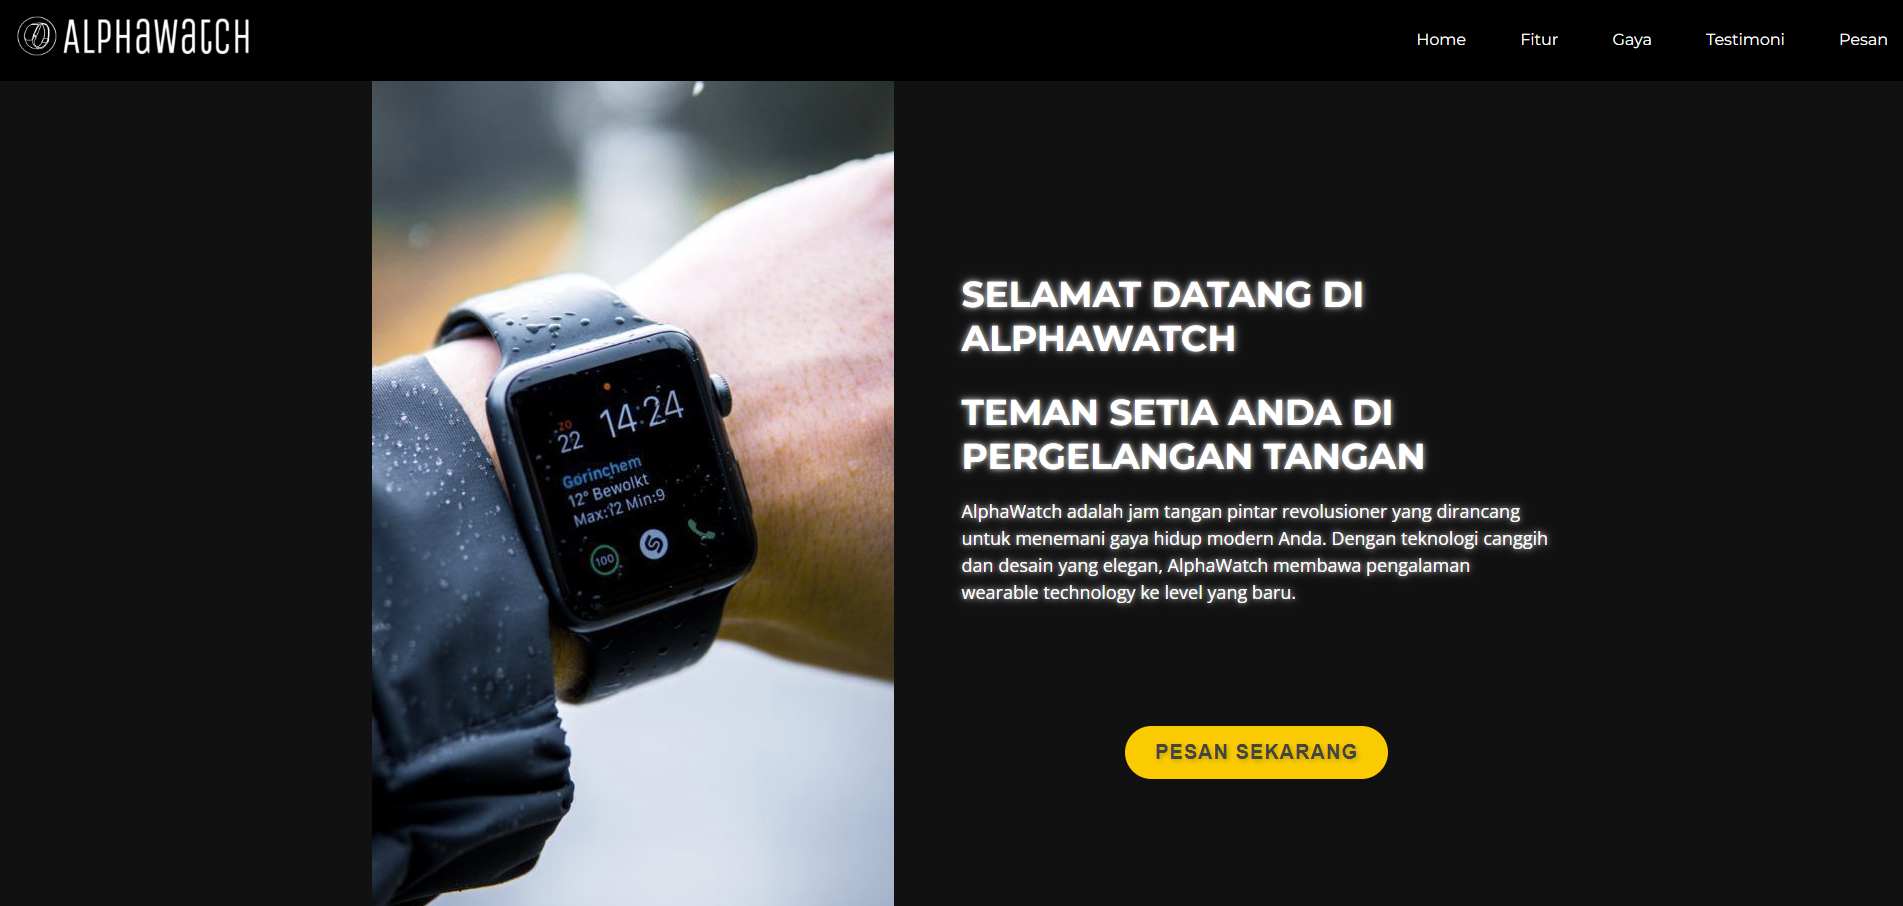 ALPHAWATCH
Home Fitur Gaya Testimoni Pesan
SELAMAT DATANG DI
ALPHAWATCH
TEMAN SETIA ANDA DI
PERGELANGAN TANGAN
AlphaWatch adalah jam tangan pintar revolusioner yang dirancang
untuk menemani gaya hidup modern Anda. Dengan teknologi canggih
dan desain yang elegan, AlphaWatch membawa pengalaman
wearable technology ke level yang baru.
PESAN SEKARANG
ZO
22 14:24
Gorinchem
12° Bewolkt
Max:12 Min:9
100